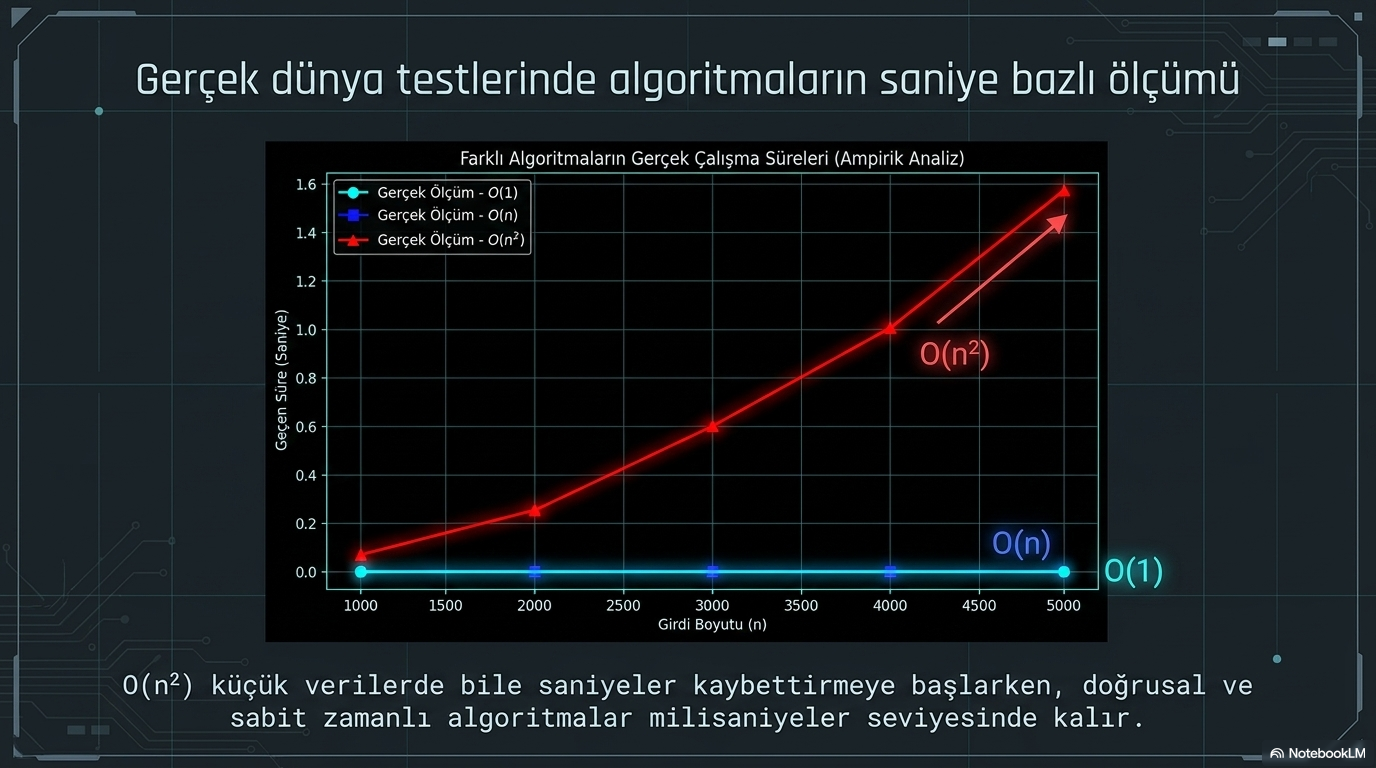 Gerçek dünya testlerinde algoritmaların saniye bazlı ölçümü
Farklı Algoritmaların Gerçek Çalışma Süreleri (Ampirik Analiz)
Gerçek Ölçüm - O(1)
Gerçek Ölçüm - O(n)
Gerçek Ölçüm - O(n²)
Geçen Süre (Saniye)
1.6
1.4
1.2
1.0
0.8
0.6
0.4
0.2
0.0
O(n²)
O(n)
O(1)
1000 1500 2000 2500 3000 3500 4000 4500 5000
Girdi Boyutu (n)
O(n²) küçük verilerde bile saniyeler kaybettirmeye başlarken, doğrusal ve
sabit zamanlı algoritmalar milisaniyeler seviyesinde kalır.
NotebookLM